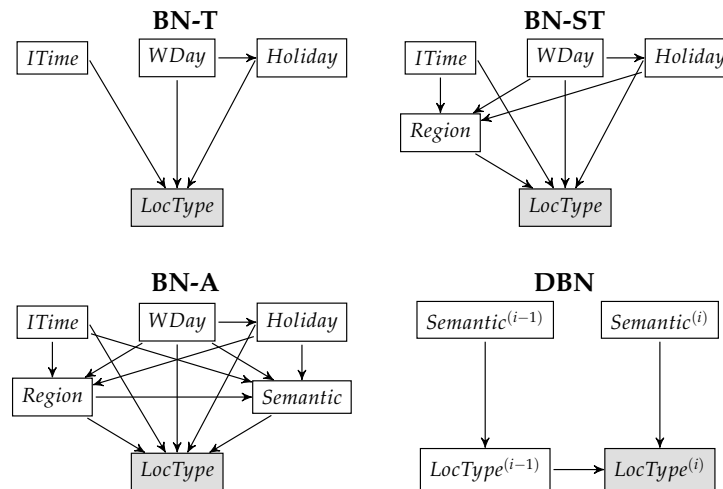 BN-T
ITime WDay Holiday
LocType
BN-ST
ITime WDay Holiday
Region
LocType
BN-A
ITime WDay Holiday
Region Semantic
LocType
DBN
Semantic^(i−1) Semantic^(i)
LocType^(i−1) LocType^(i)